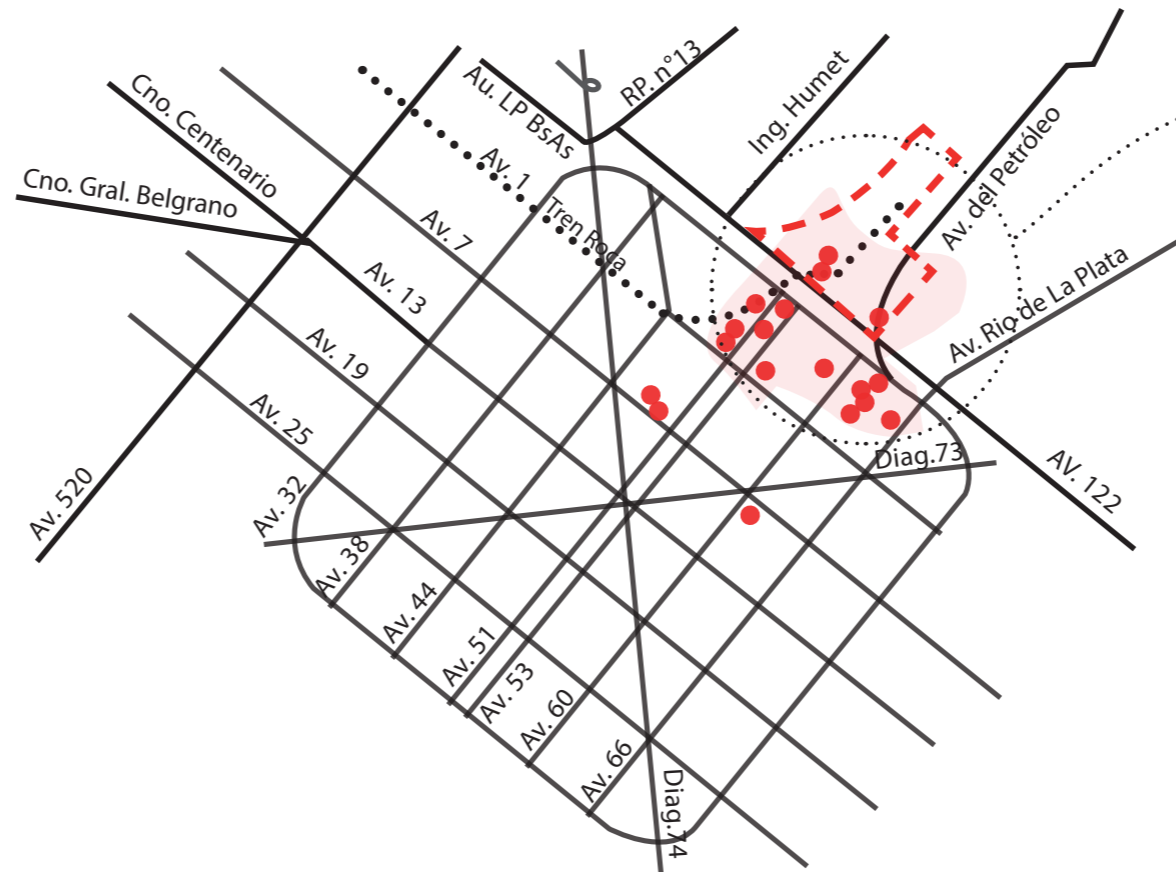 RP. n°13
Au. LP BsAs
Ing. Humet
Cno. Centenario
Av. del Petróleo
Cno. Gral. Belgrano
Av. 1
Tren Roca
Av. 7
Av. 13
Av. Rio de La Plata
Av. 19
Av. 25
Diag.73
AV. 122
Av. 520
Av. 32
Av. 38
Av. 44
Av. 51
Av. 53
Av. 60
Av. 66
Diag.74